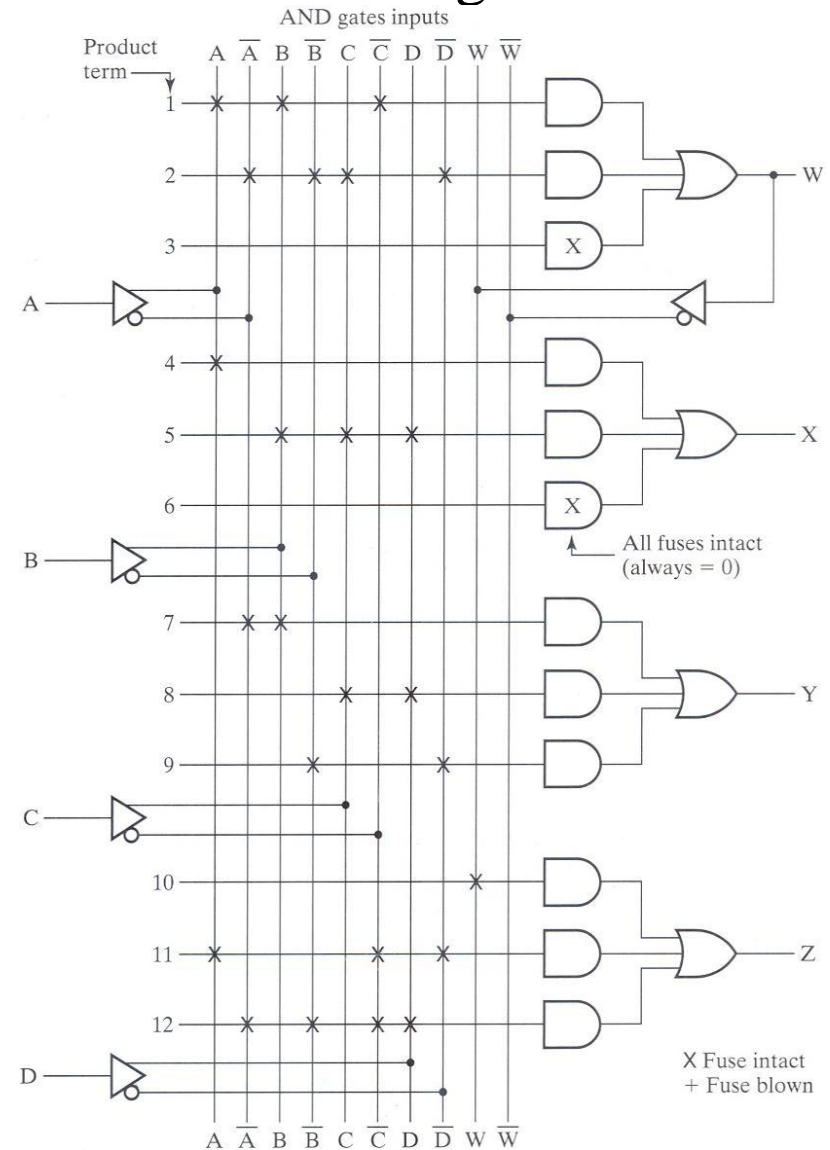 AND gates inputs
Product
term
A A̅ B B̅ C C̅ D D̅ W W̅
1
W
2
3
X
A
4
5
X
6
X
B
All fuses intact
(always = 0)
7
8
Y
9
C
10
11
Z
12
D
X Fuse intact
+ Fuse blown
A A̅ B B̅ C C̅ D D̅ W W̅